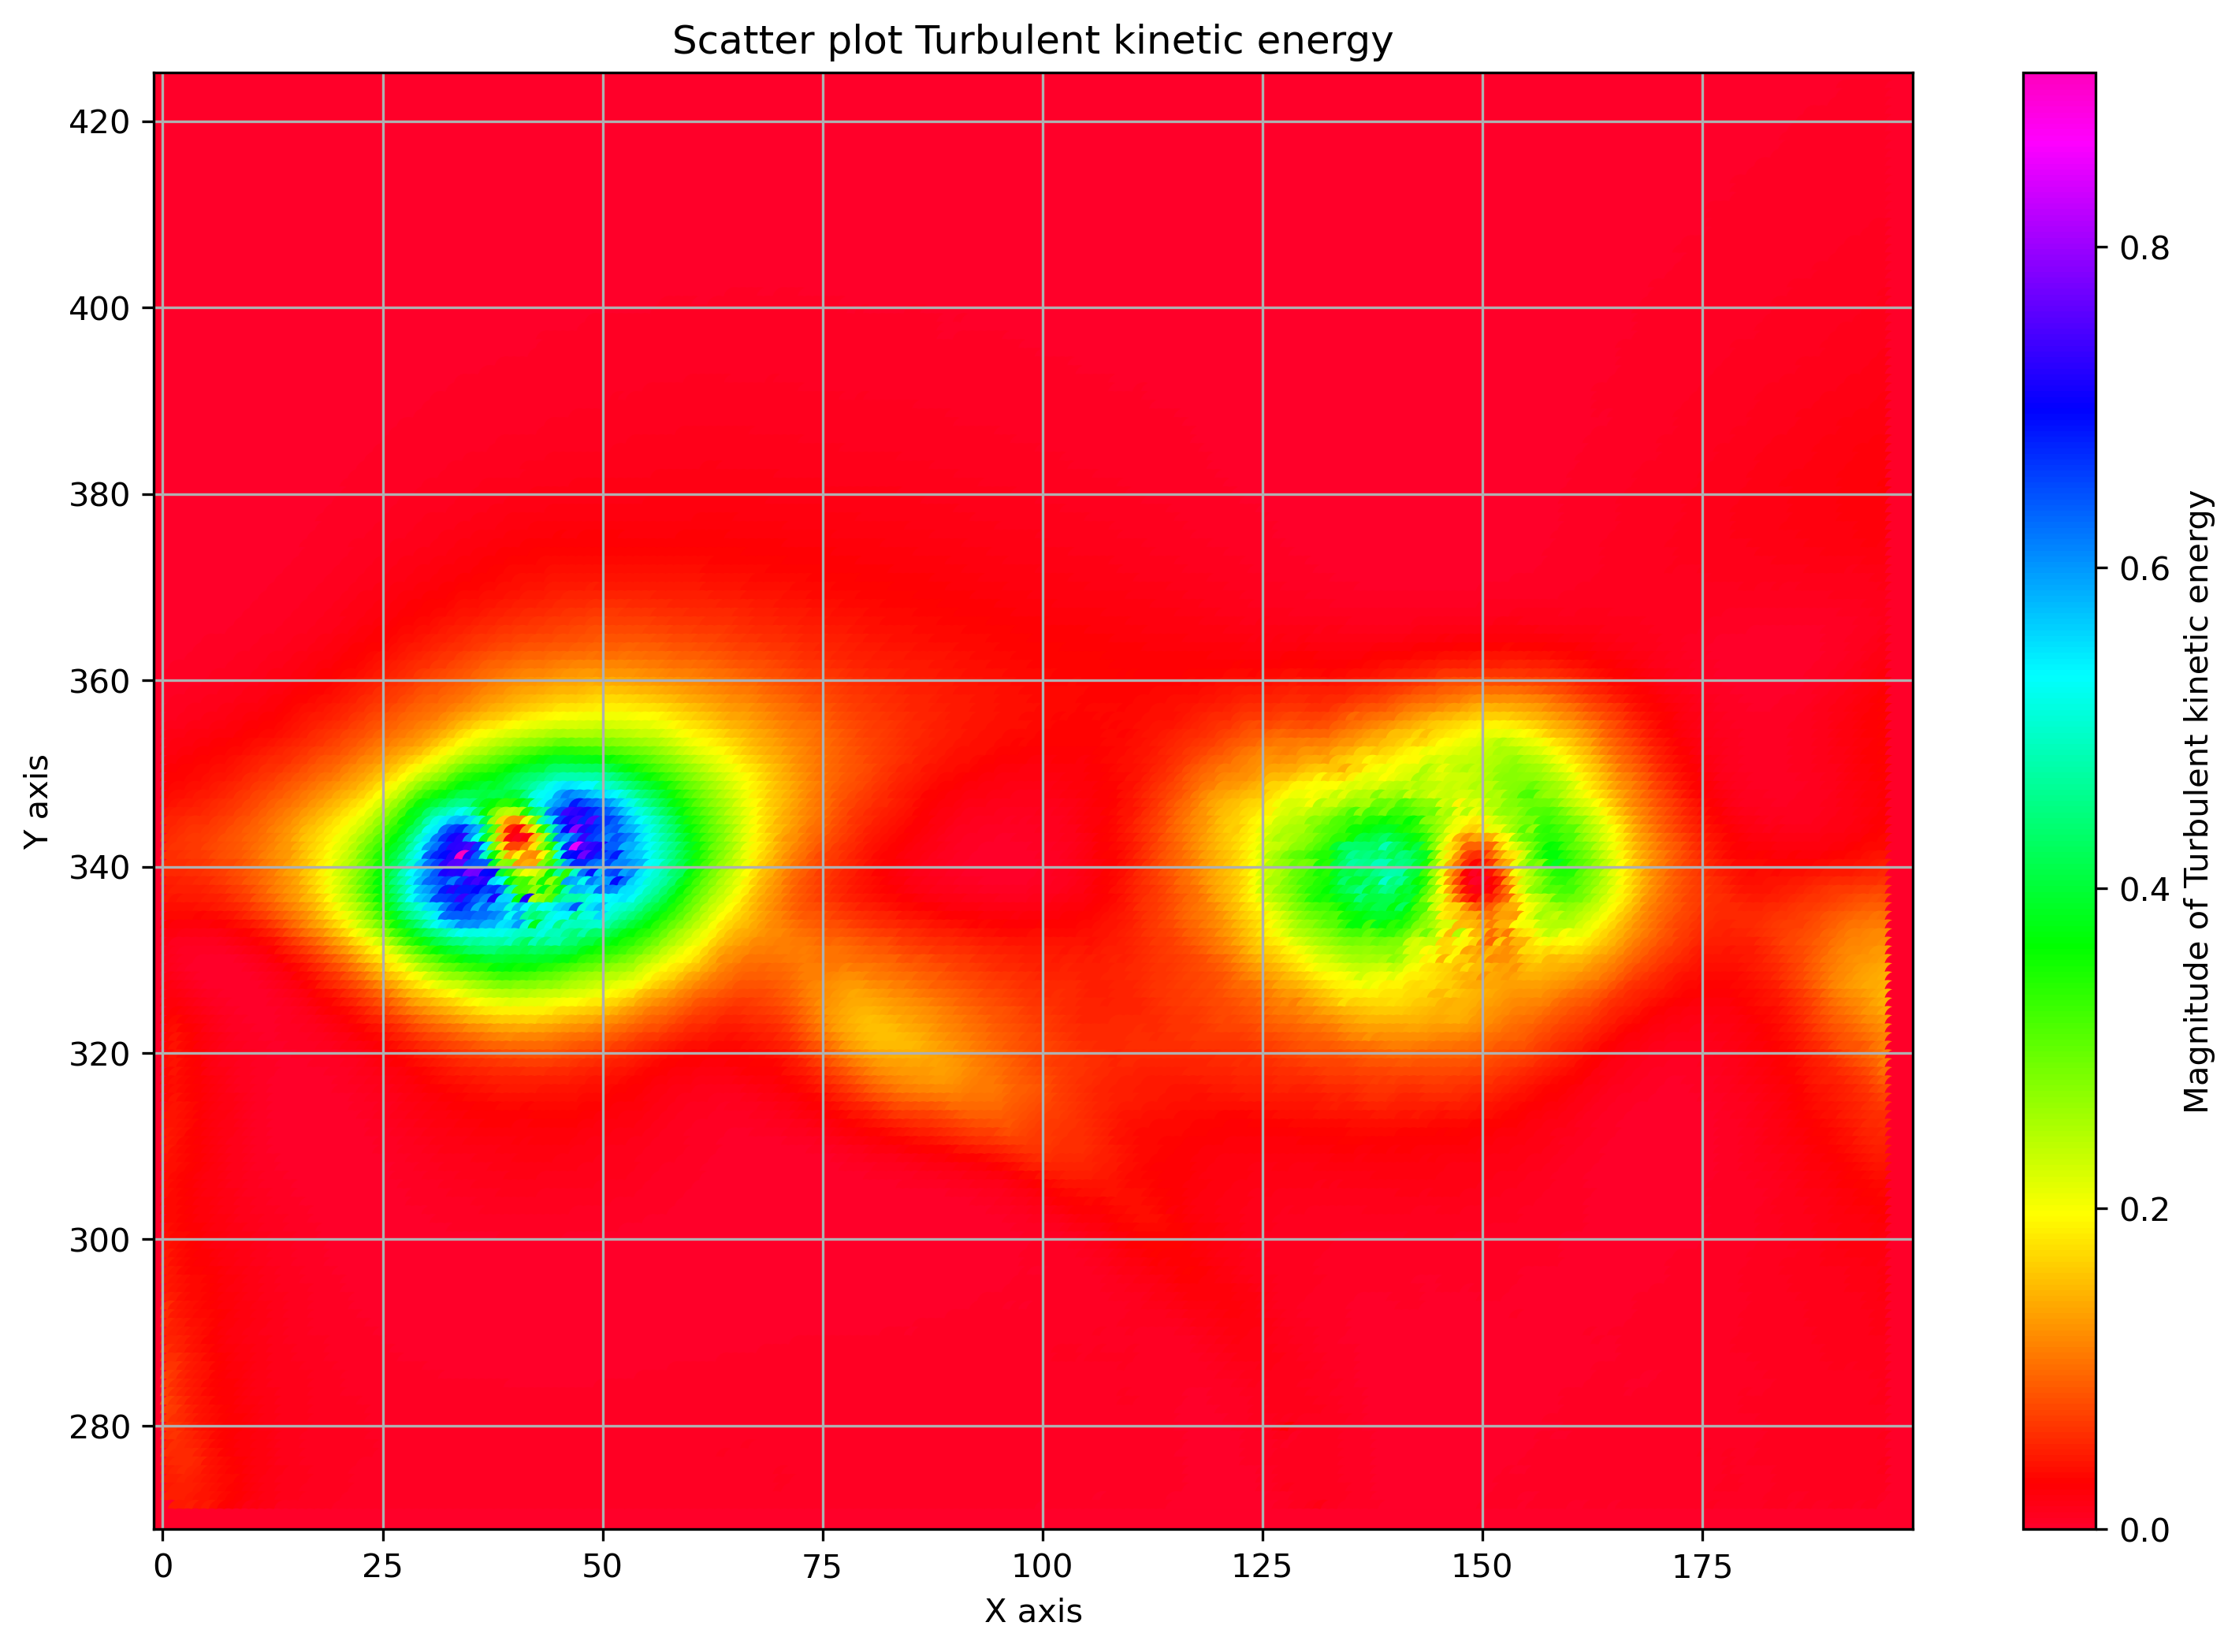 Scatter plot Turbulent kinetic energy
420
400
380
360
340
320
300
280
Y axis
0 25 50 75 100 125 150 175
X axis
0.8
0.6
0.4
0.2
0.0
Magnitude of Turbulent kinetic energy